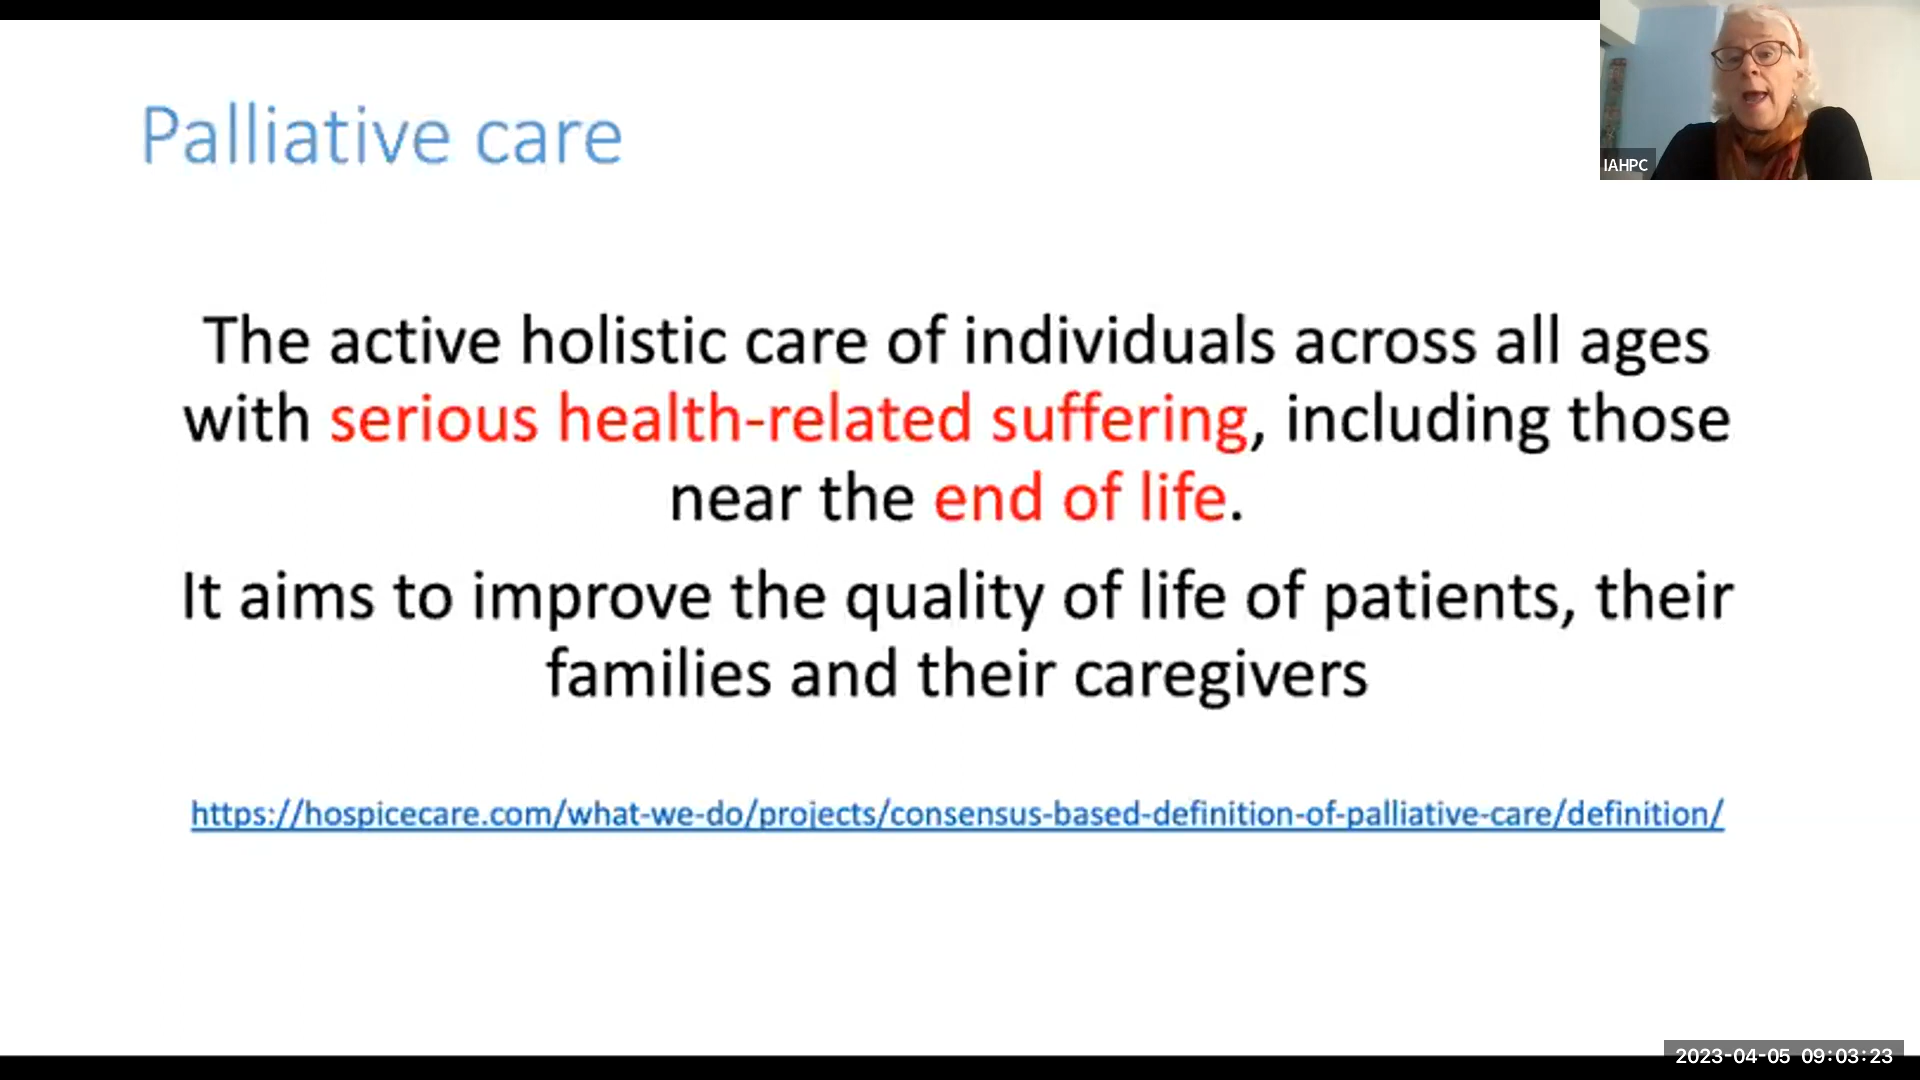 Palliative care
IAHPC
The active holistic care of individuals across all ages
with serious health-related suffering, including those
near the end of life.
It aims to improve the quality of life of patients, their
families and their caregivers
https://hospicecare.com/what-we-do/projects/consensus-based-definition-of-palliative-care/definition/
2023-04-05 09:03:23